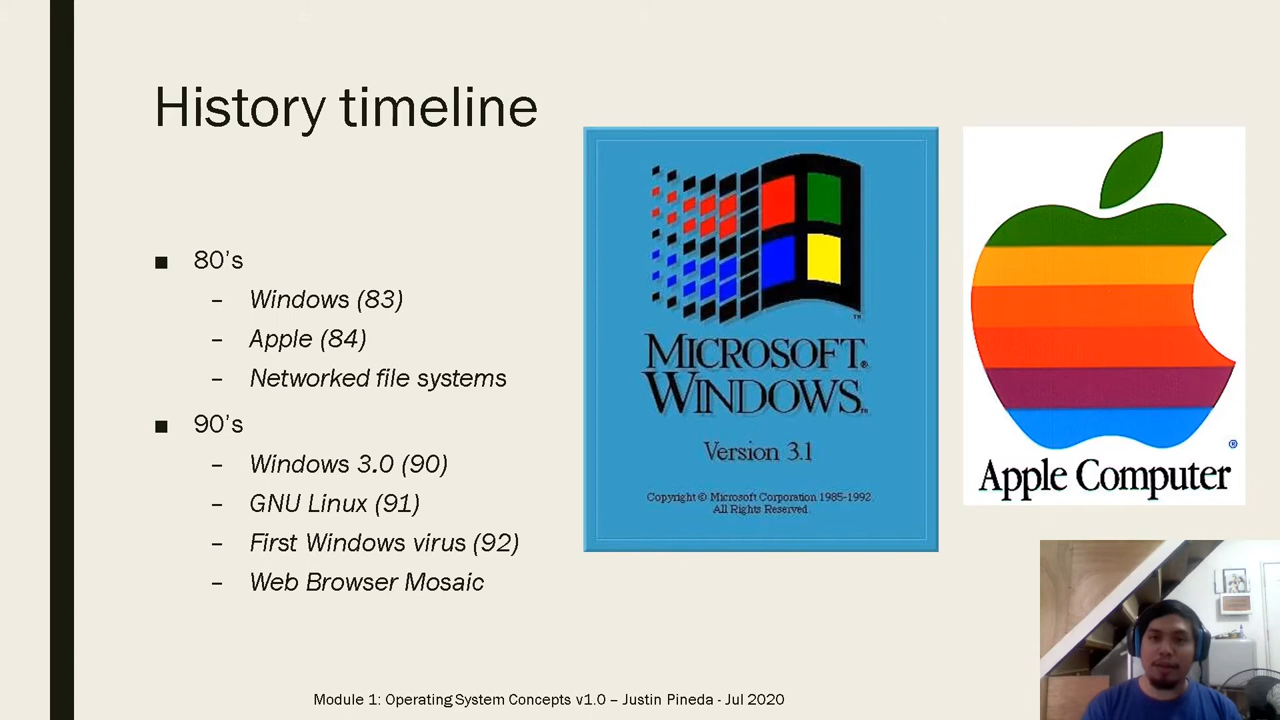 History timeline
■ 80's
– Windows (83)
– Apple (84)
– Networked file systems
■ 90's
– Windows 3.0 (90)
– GNU Linux (91)
– First Windows virus (92)
– Web Browser Mosaic
MICROSOFT®
WINDOWS™
Version 3.1
Copyright © Microsoft Corporation 1985-1992.
All Rights Reserved.
®
Apple Computer
Module 1: Operating System Concepts v1.0 – Justin Pineda - Jul 2020